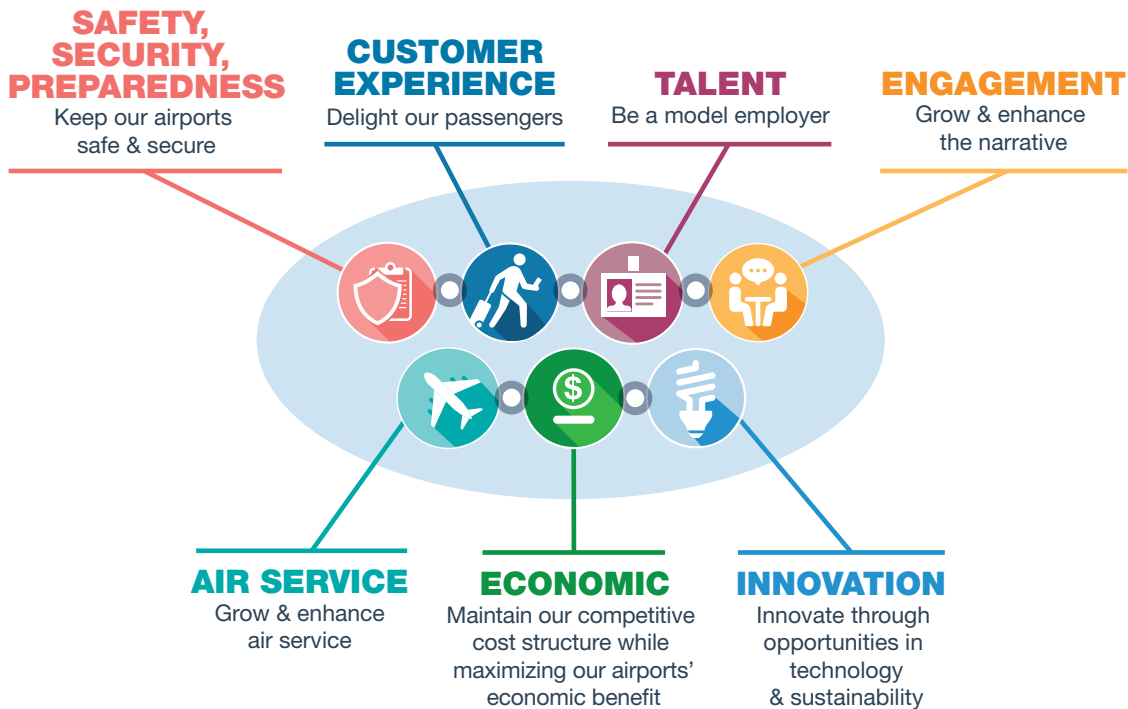 SAFETY,
SECURITY,
PREPAREDNESS
Keep our airports
safe & secure
CUSTOMER
EXPERIENCE
Delight our passengers
TALENT
Be a model employer
ENGAGEMENT
Grow & enhance
the narrative
$
AIR SERVICE
Grow & enhance
air service
ECONOMIC
Maintain our competitive
cost structure while
maximizing our airports’
economic benefit
INNOVATION
Innovate through
opportunities in
technology
& sustainability